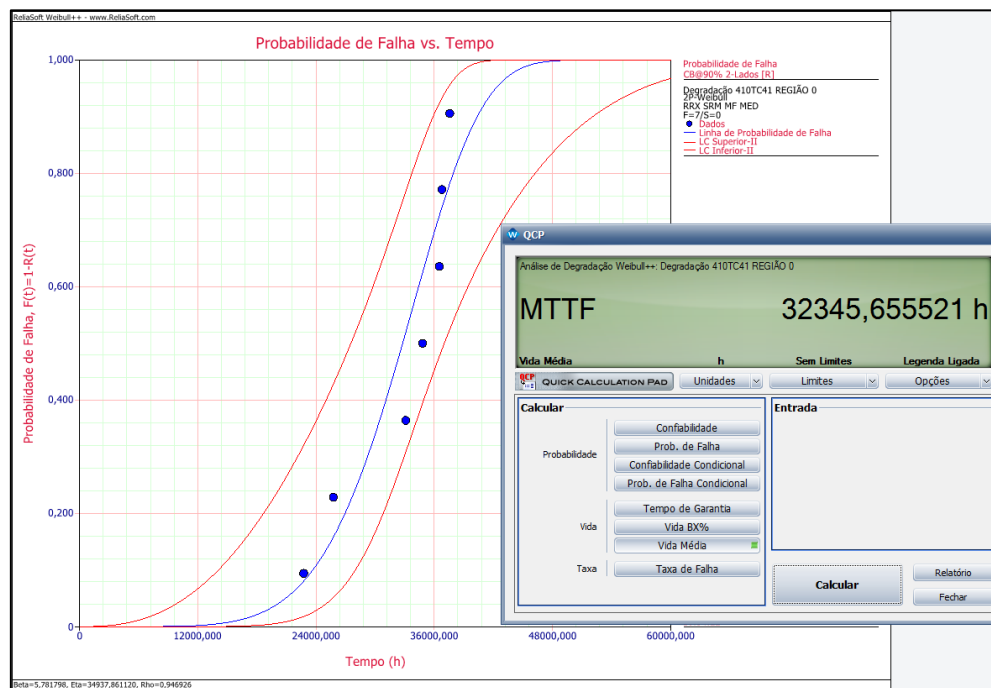 ReliaSoft Weibull++ - www.ReliaSoft.com
Probabilidade de Falha vs. Tempo
Probabilidade de Falha
CB@90% 2-Lados [R]
Degradação 410TC41 REGIÃO 0
2P-Weibull
RRX SRM MF MED
F=7/S=0
Dados
Linha de Probabilidade de Falha
LC Superior-II
LC Inferior-II
Probabilidade de Falha, F(t)=1-R(t)
1,000
0,800
0,600
0,400
0,200
0
0
12000,000
24000,000
36000,000
48000,000
60000,000
Tempo (h)
Beta=5,781798, Eta=34937,861120, Rho=0,946926
QCP
Análise de Degradação Weibull++: Degradação 410TC41 REGIÃO 0
MTTF 32345,655521 h
Vida Média h Sem Limites Legenda Ligada
QCP QUICK CALCULATION PAD Unidades Limites Opções
Calcular
Entrada
Probabilidade
Confiabilidade
Prob. de Falha
Confiabilidade Condicional
Prob. de Falha Condicional
Vida
Tempo de Garantia
Vida BX%
Vida Média
Taxa
Taxa de Falha
Calcular
Relatório
Fechar